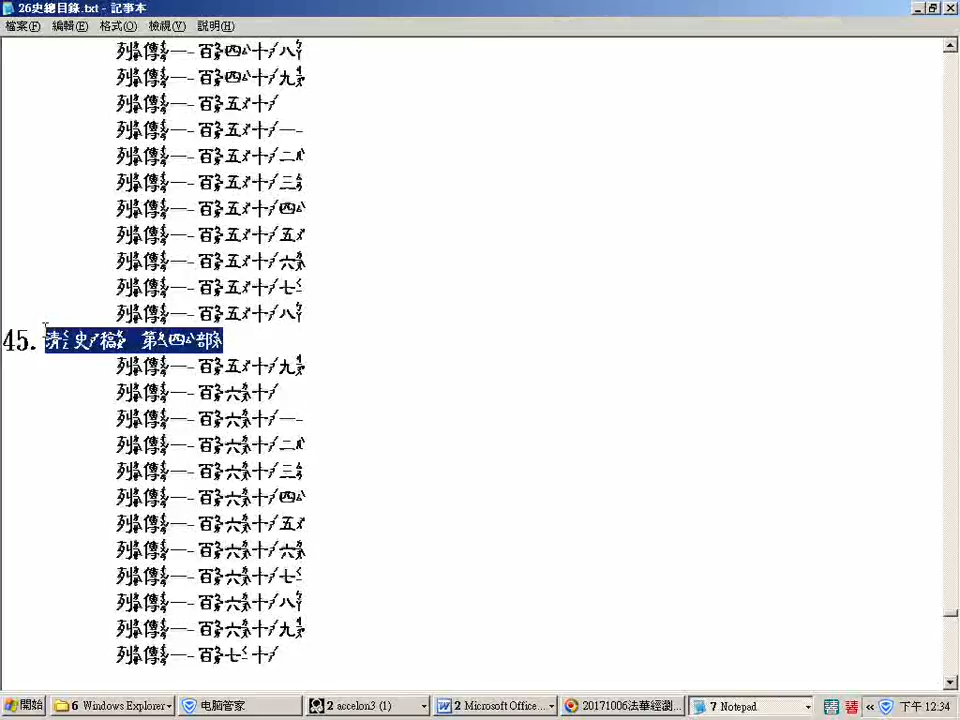 26史總目錄.txt - 記事本
檔案(F) 編輯(E) 格式(O) 檢視(V) 說明(H)
列傳一百四十八
列傳一百四十九
列傳一百五十
列傳一百五十一
列傳一百五十二
列傳一百五十三
列傳一百五十四
列傳一百五十五
列傳一百五十六
列傳一百五十七
列傳一百五十八
45. 清史稿 第四部
列傳一百五十九
列傳一百六十
列傳一百六十一
列傳一百六十二
列傳一百六十三
列傳一百六十四
列傳一百六十五
列傳一百六十六
列傳一百六十七
列傳一百六十八
列傳一百六十九
列傳一百七十
開始 6 Windows Explorer 电脑管家 2 accelon3 (1) 2 Microsoft Office... 20171006法華經瀏... 7 Notepad 下午 12:34